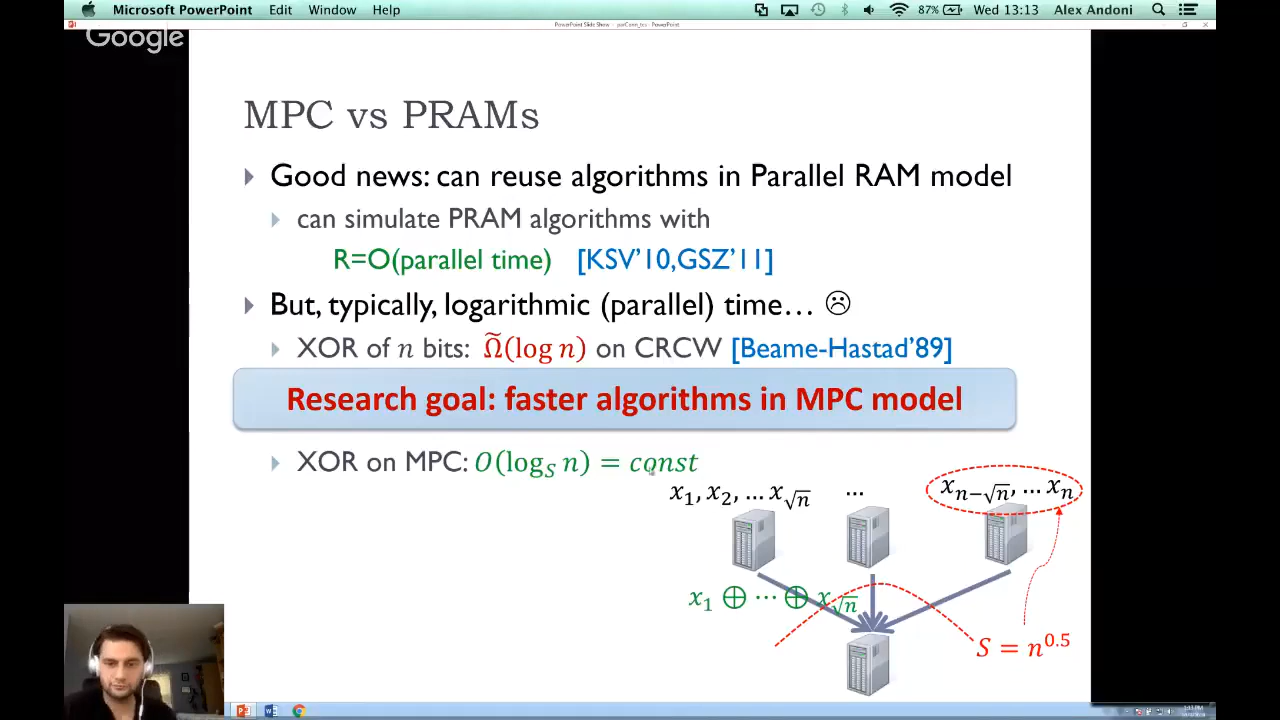 Microsoft PowerPoint Edit Window Help 87% Wed 13:13 Alex Andoni
Google
MPC vs PRAMs
Good news: can reuse algorithms in Parallel RAM model
can simulate PRAM algorithms with
R=O(parallel time) [KSV'10,GSZ'11]
But, typically, logarithmic (parallel) time… ☹
XOR of n bits: Ω̃(log n) on CRCW [Beame-Hastad'89]
Research goal: faster algorithms in MPC model
XOR on MPC: O(log_S n) = const
x_1, x_2, … x_√n … x_{n−√n}, … x_n
x_1 ⊕ ⋯ ⊕ x_√n
S = n^0.5